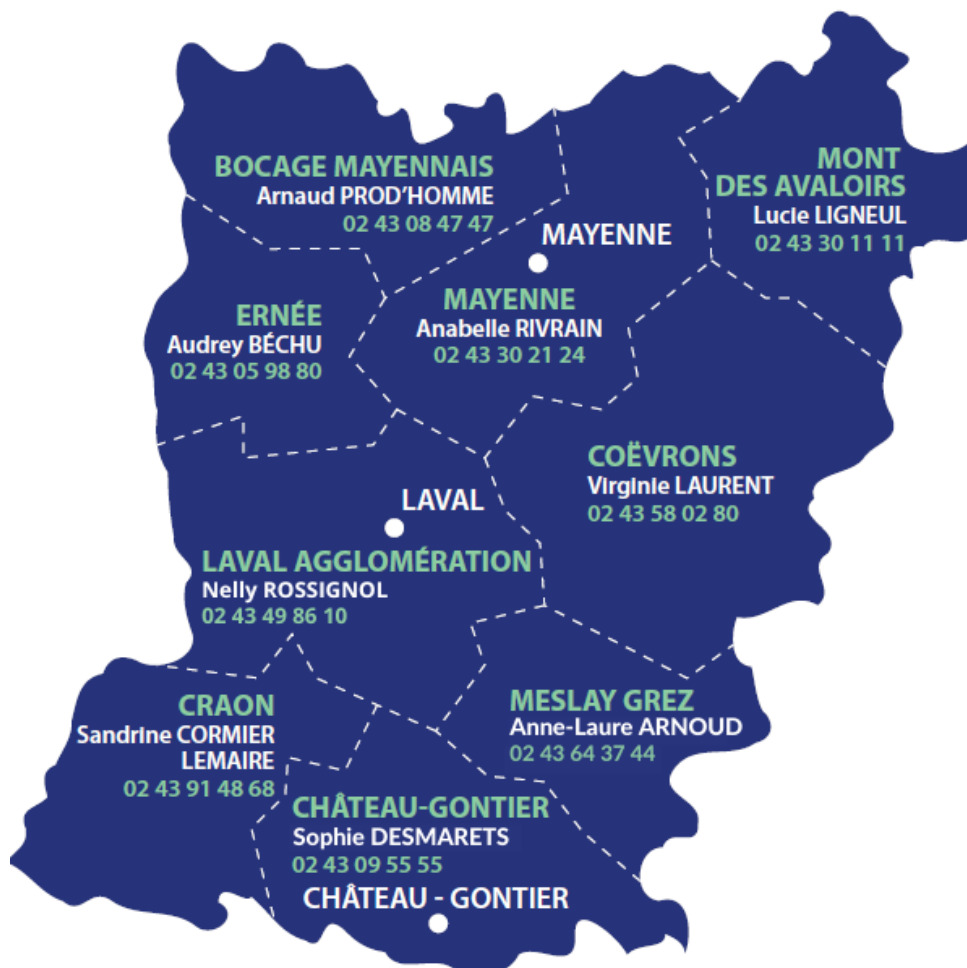 BOCAGE MAYENNAIS
Arnaud PROD'HOMME
02 43 08 47 47
MONT
DES AVALOIRS
Lucie LIGNEUL
02 43 30 11 11
MAYENNE
MAYENNE
Anabelle RIVRAIN
02 43 30 21 24
ERNÉE
Audrey BÉCHU
02 43 05 98 80
COËVRONS
Virginie LAURENT
02 43 58 02 80
LAVAL
LAVAL AGGLOMÉRATION
Nelly ROSSIGNOL
02 43 49 86 10
CRAON
Sandrine CORMIER
LEMAIRE
02 43 91 48 68
MESLAY GREZ
Anne-Laure ARNOUD
02 43 64 37 44
CHÂTEAU-GONTIER
Sophie DESMARETS
02 43 09 55 55
CHÂTEAU - GONTIER